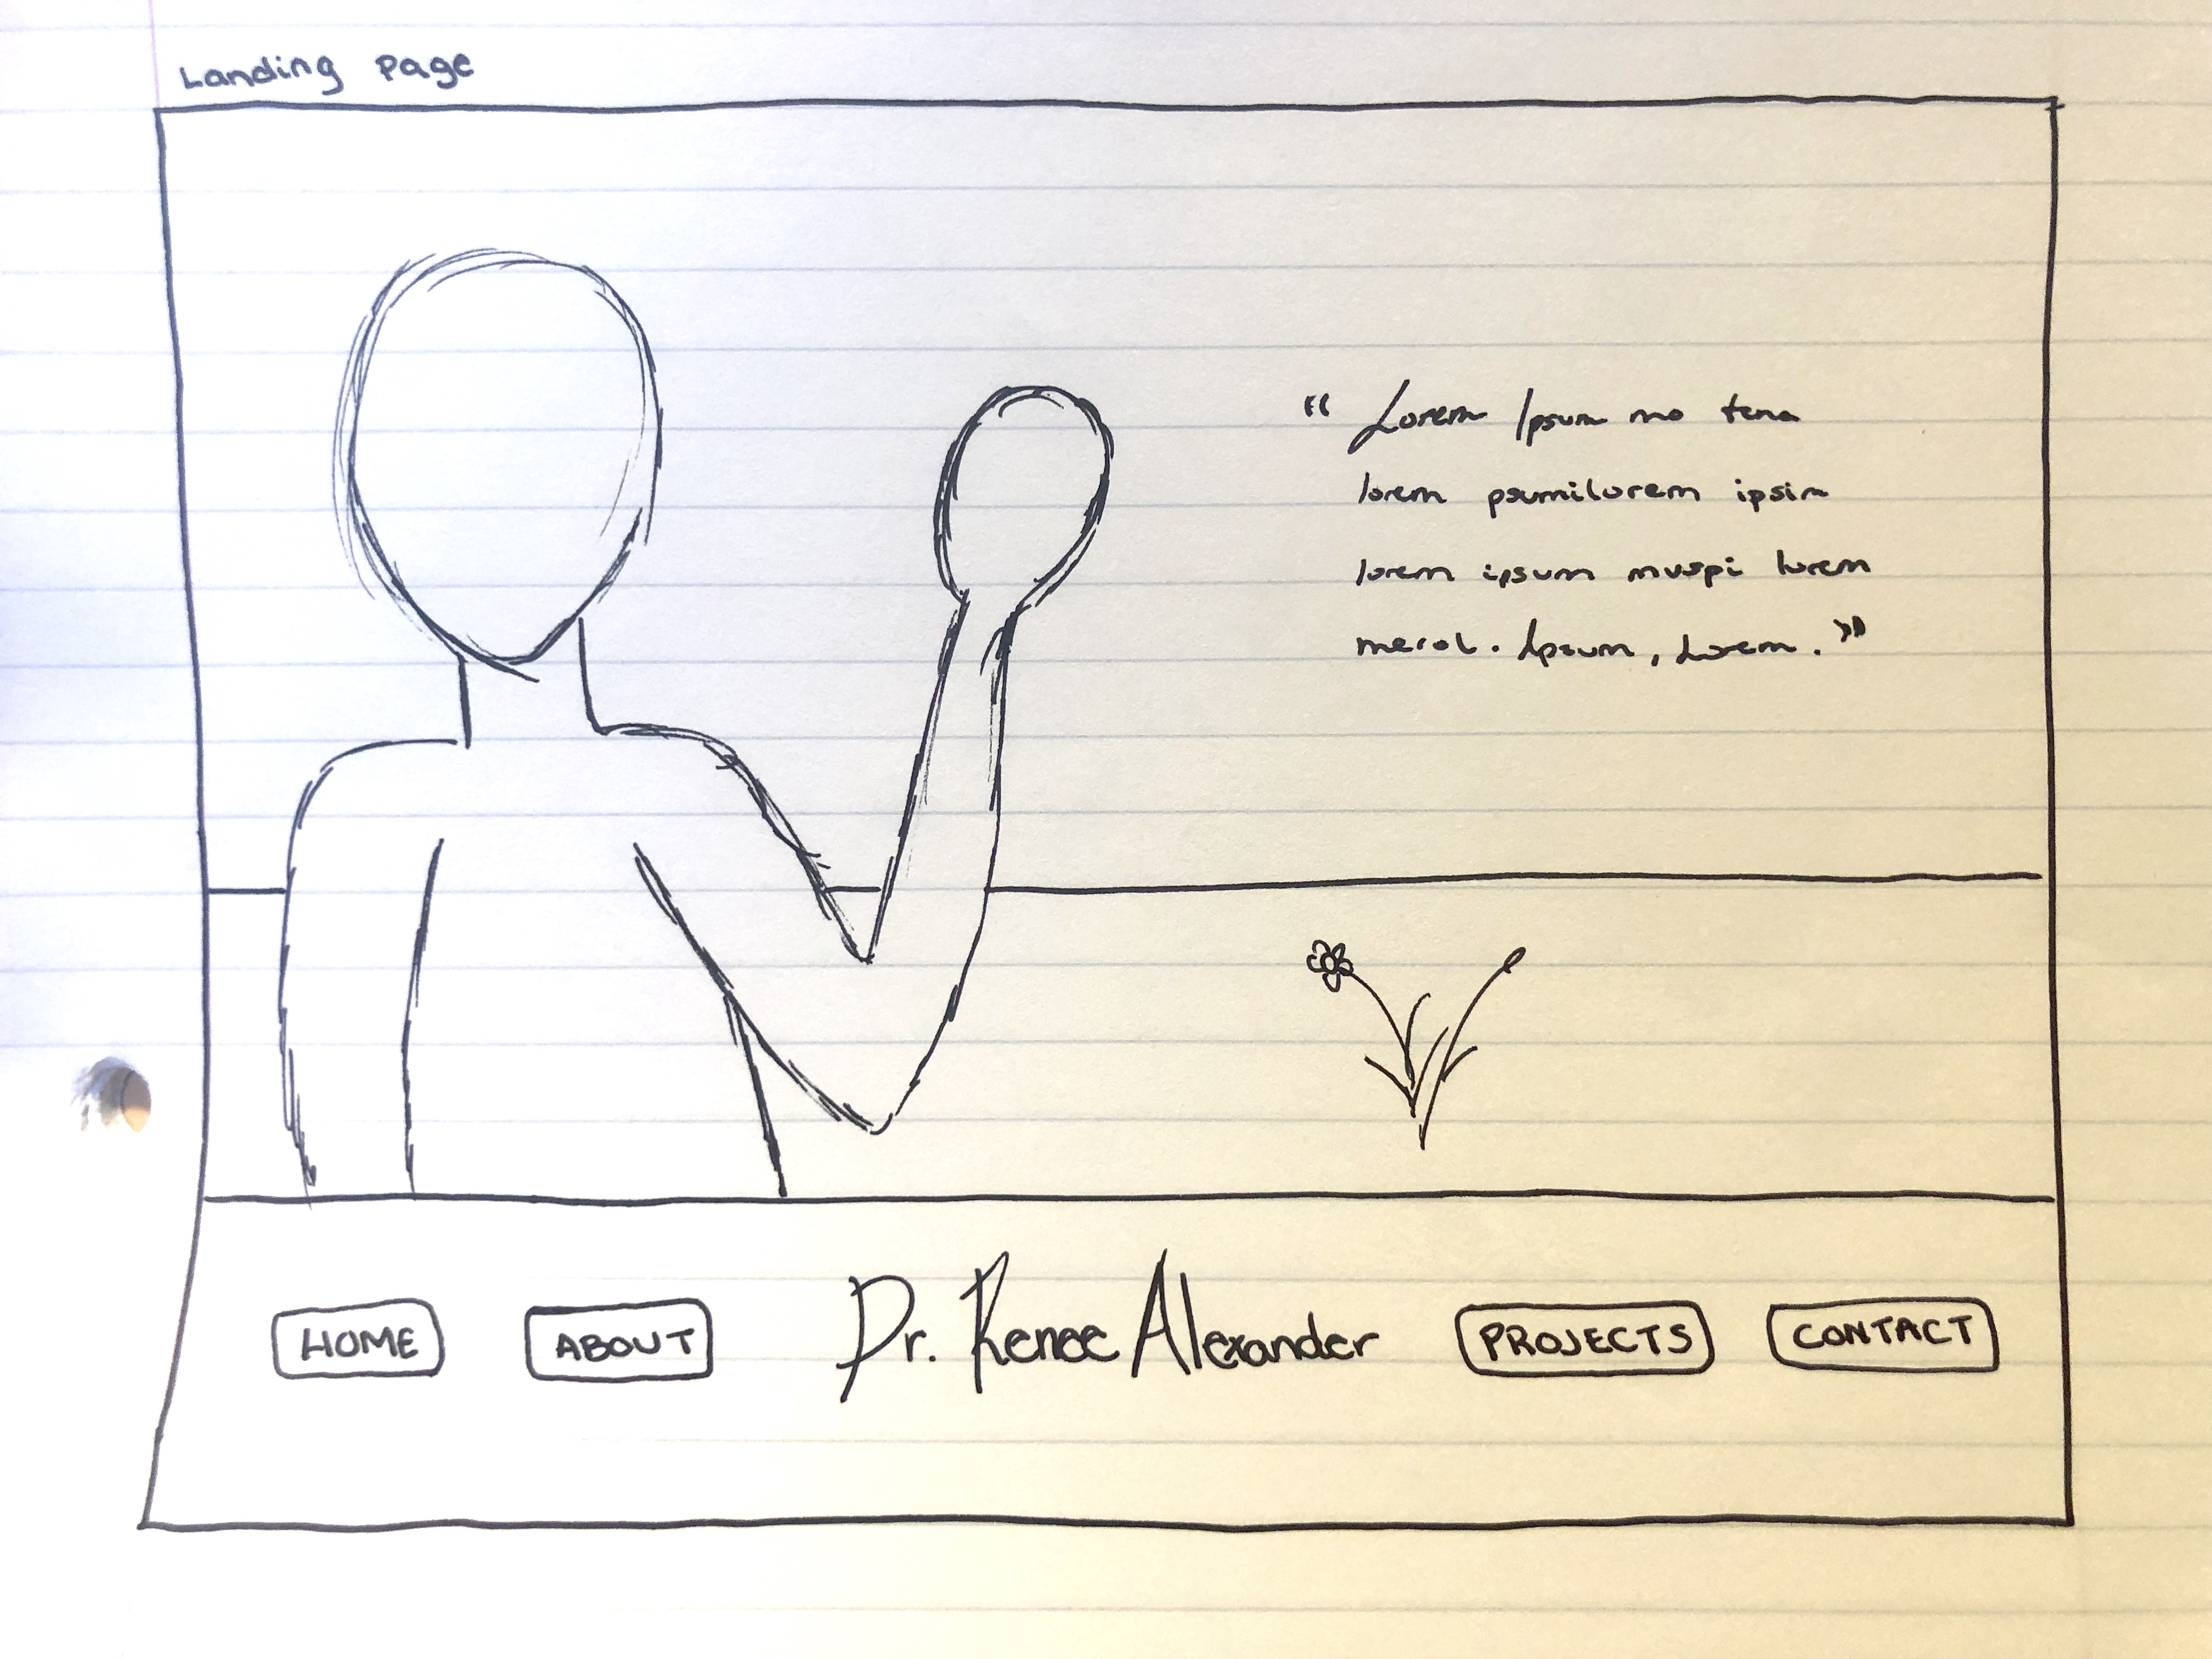 Landing Page
“ Lorem Ipsum mo tena
lorem psumilorem ipsim
lorem ipsum muspi lorem
merol. Ipsum, Lorem. ”
HOME ABOUT Dr. Renee Alexander PROJECTS CONTACT